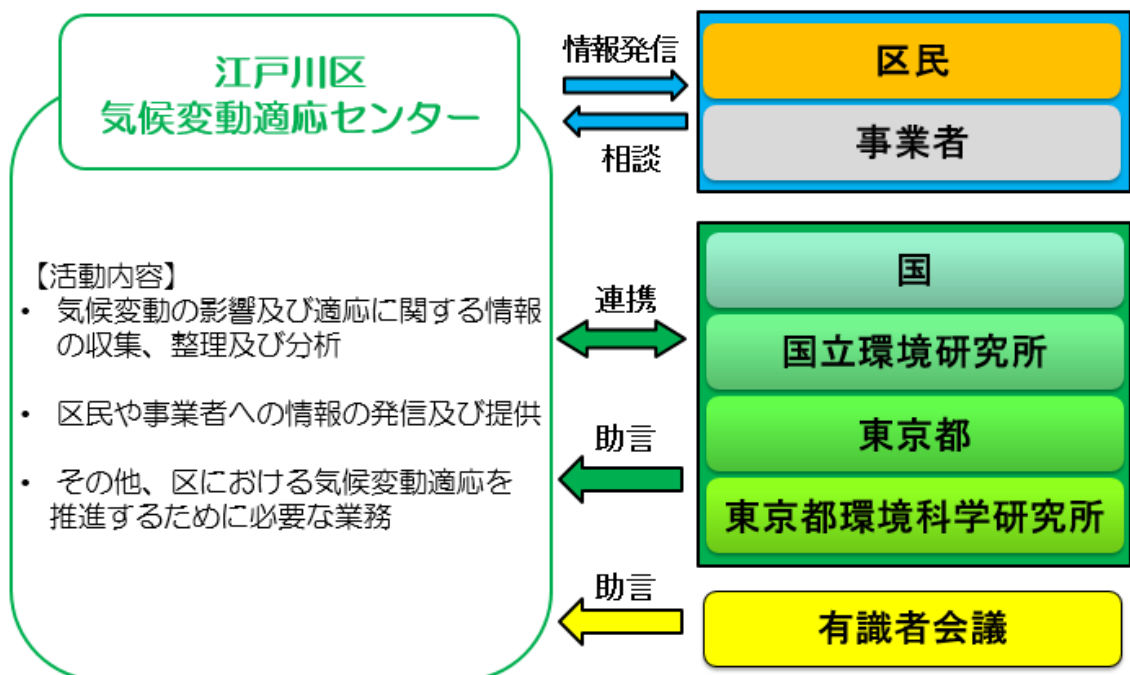 江戸川区
気候変動適応センター
【活動内容】
• 気候変動の影響及び適応に関する情報
の収集、整理及び分析
• 区民や事業者への情報の発信及び提供
• その他、区における気候変動適応を
推進するために必要な業務
情報発信
相談
区民
事業者
連携
助言
国
国立環境研究所
東京都
東京都環境科学研究所
助言
有識者会議